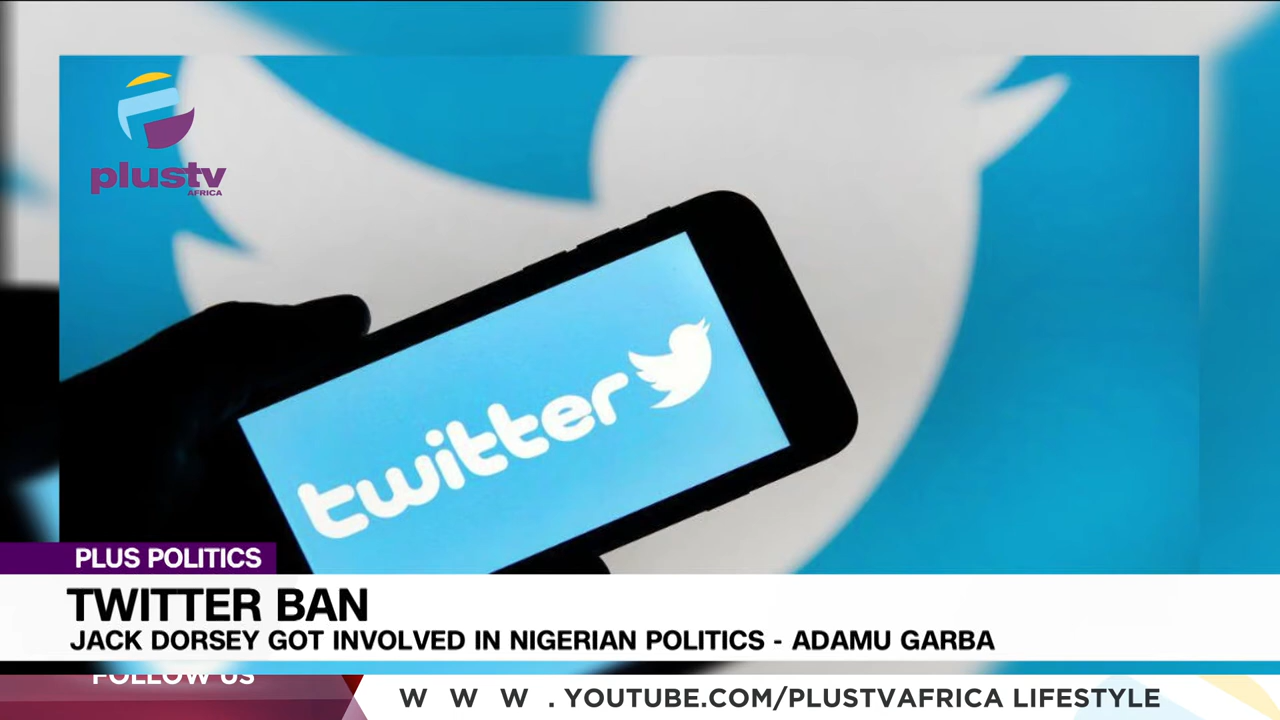 plustv
AFRICA
twitter
PLUS POLITICS
TWITTER BAN
JACK DORSEY GOT INVOLVED IN NIGERIAN POLITICS - ADAMU GARBA
FOLLOW US
W W W . YOUTUBE.COM/PLUSTVAFRICA LIFESTYLE